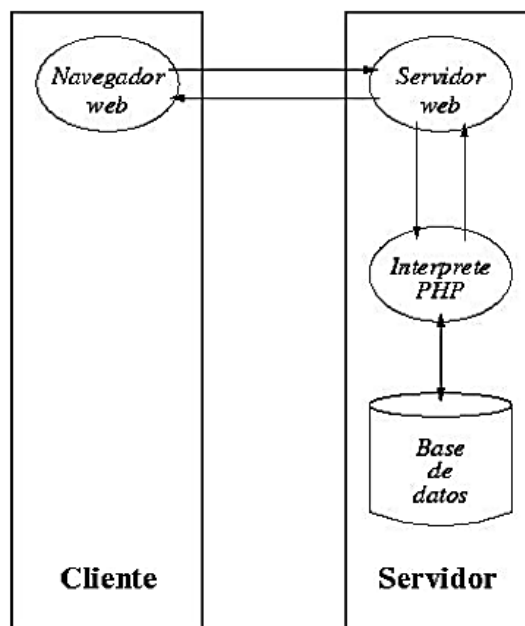 Navegador
web
Servidor
web
Interprete
PHP
Base
de
datos
Cliente
Servidor